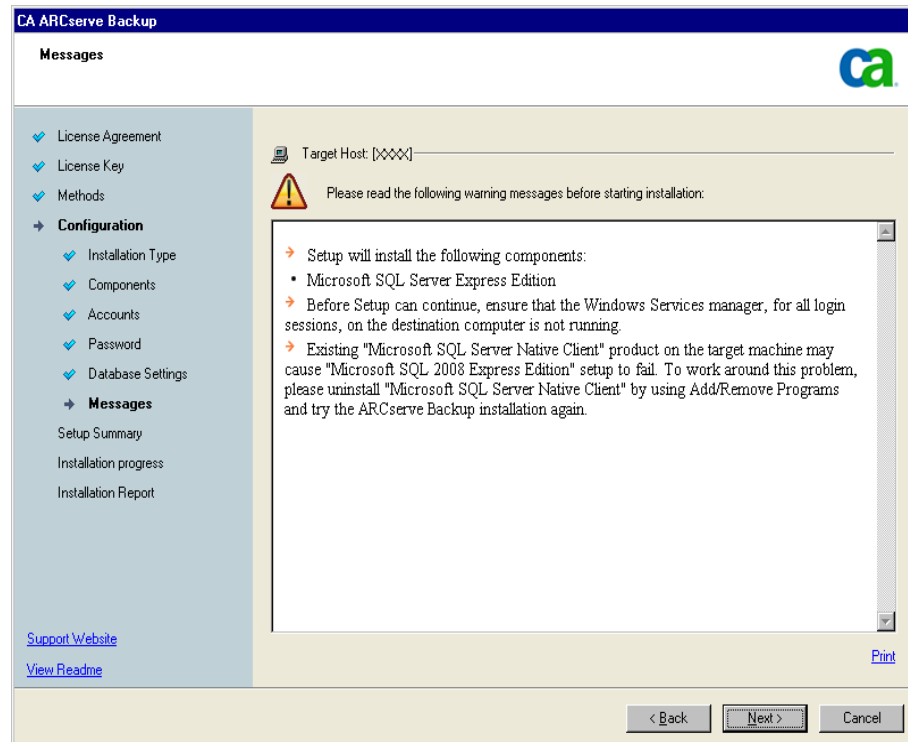 CA ARCserve Backup
Messages
ca
License Agreement
License Key
Methods
Configuration
Installation Type
Components
Accounts
Password
Database Settings
Messages
Setup Summary
Installation progress
Installation Report
Support Website
View Readme
Target Host: [XXXX]
Please read the following warning messages before starting installation:
Setup will install the following components:
• Microsoft SQL Server Express Edition
Before Setup can continue, ensure that the Windows Services manager, for all login
sessions, on the destination computer is not running.
Existing "Microsoft SQL Server Native Client" product on the target machine may
cause "Microsoft SQL 2008 Express Edition" setup to fail. To work around this problem,
please uninstall "Microsoft SQL Server Native Client" by using Add/Remove Programs
and try the ARCserve Backup installation again.
Print
< Back
Next >
Cancel